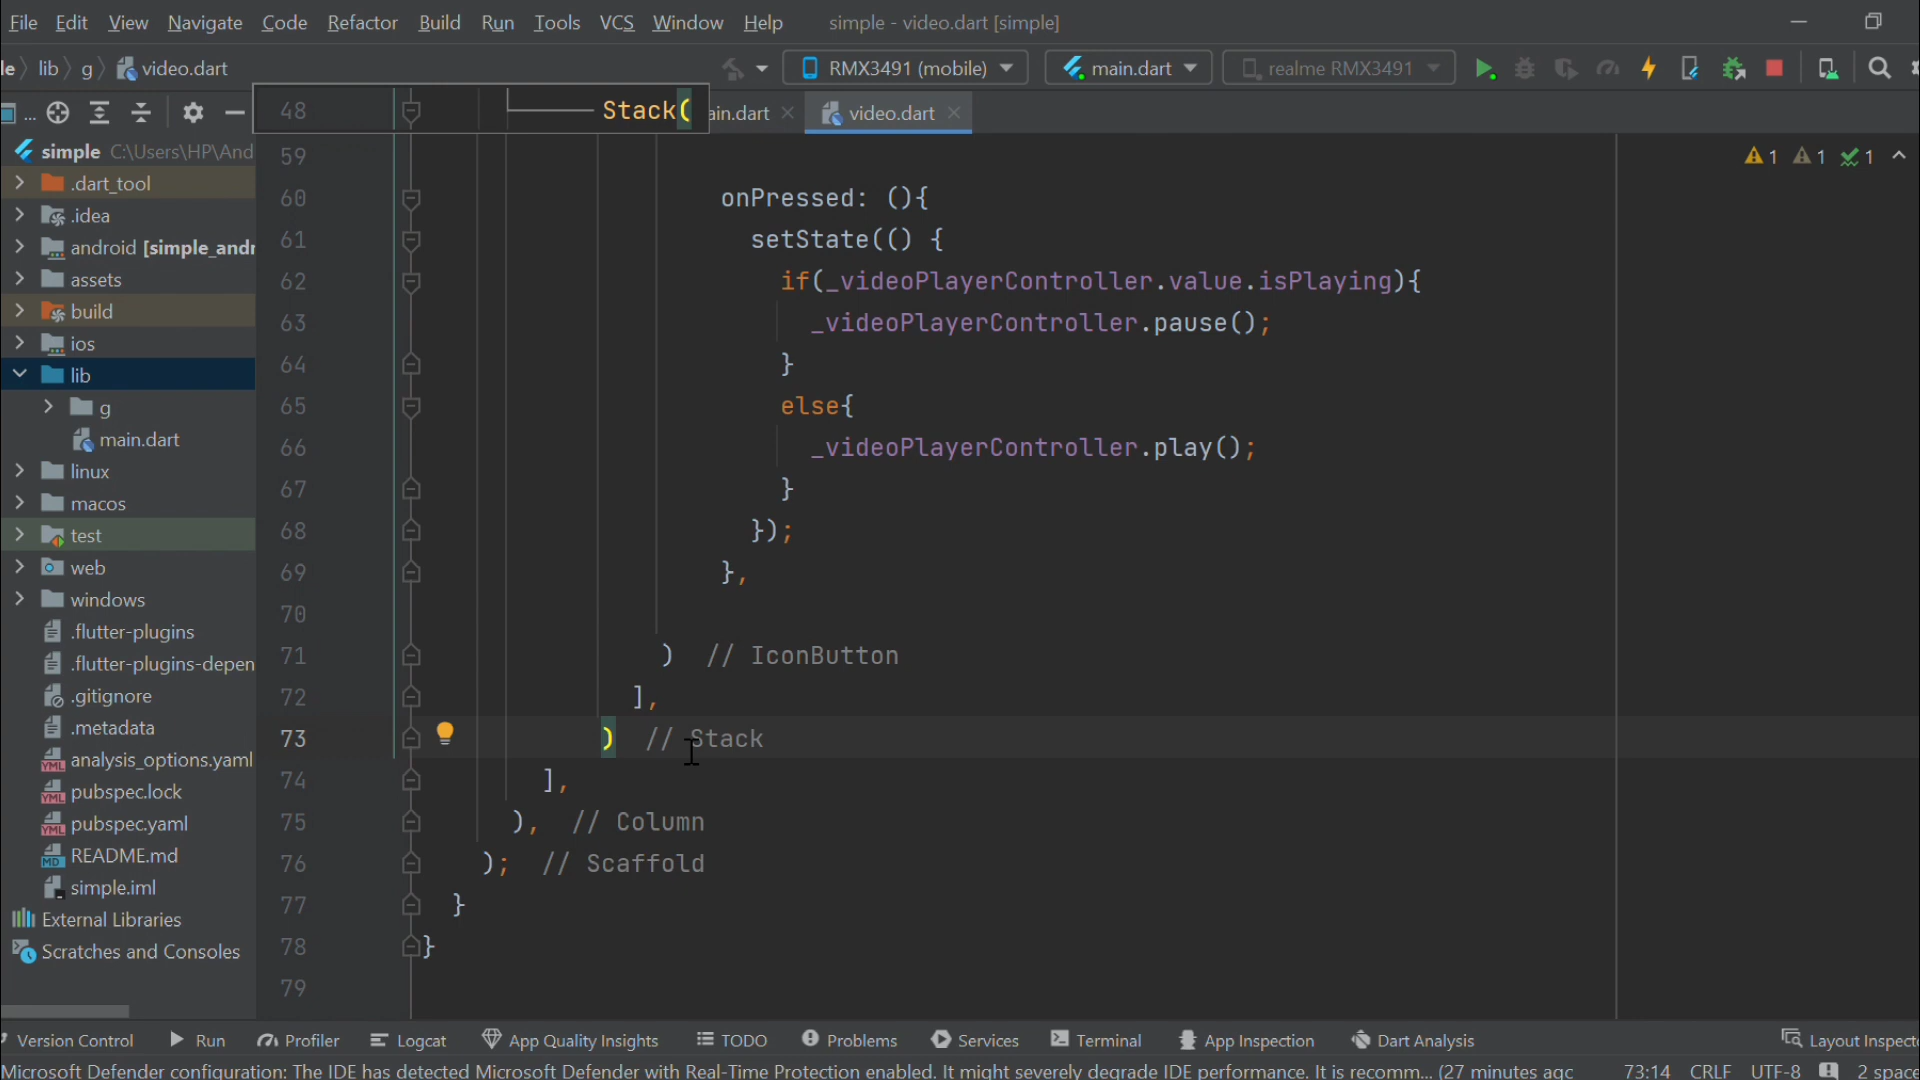 File Edit View Navigate Code Refactor Build Run Tools VCS Window Help simple - video.dart [simple]
le lib g video.dart RMX3491 (mobile) main.dart realme RMX3491
... 48 Stack( ain.dart video.dart
simple C:\Users\HP\And
.dart_tool
.idea
android [simple_andr
assets
build
ios
lib
g
main.dart
linux
macos
test
web
windows
.flutter-plugins
.flutter-plugins-depen
.gitignore
.metadata
analysis_options.yaml
pubspec.lock
pubspec.yaml
README.md
simple.iml
External Libraries
Scratches and Consoles
59 1 1 1
60 onPressed: (){
61 setState(() {
62 if(_videoPlayerController.value.isPlaying){
63 _videoPlayerController.pause();
64 }
65 else{
66 _videoPlayerController.play();
67 }
68 });
69 },
70
71 ) // IconButton
72 ],
73 ) // Stack
74 ],
75 ), // Column
76 ); // Scaffold
77 }
78 }
79
Version Control Run Profiler Logcat App Quality Insights TODO Problems Services Terminal App Inspection Dart Analysis Layout Inspect
Microsoft Defender configuration: The IDE has detected Microsoft Defender with Real-Time Protection enabled. It might severely degrade IDE performance. It is recomm... (27 minutes ago 73:14 CRLF UTF-8 2 space